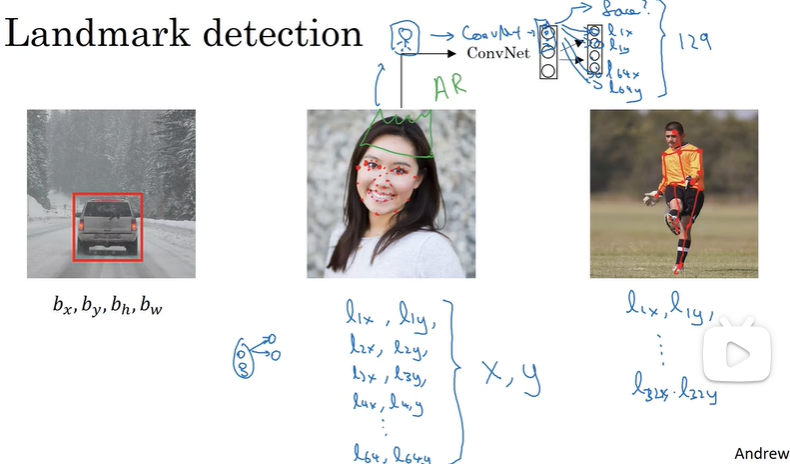 Landmark detection
→ ConvNet → face?
l1x
l1y
l64x
l64y
129
ConvNet
AR
bx, by, bh, bw
l1x, l1y,
l2x, l2y,
l3x, l3y,
l4x, l4,y
⋮
l64, l64y
x, y
l1x, l1y,
⋮
l32x, l32y
Andrew